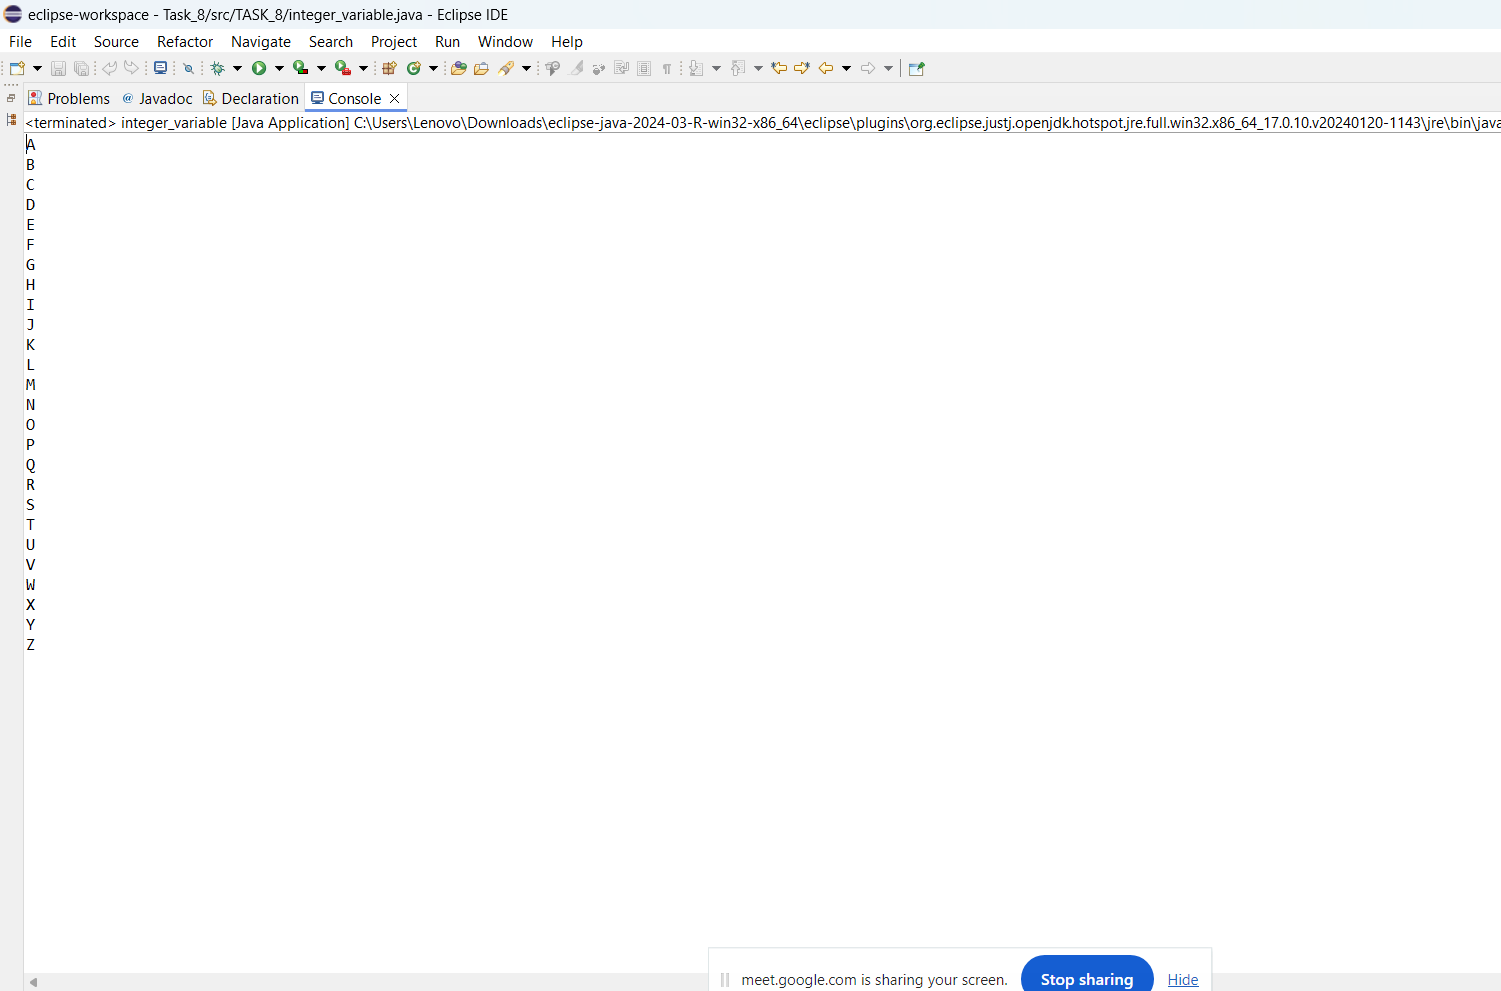 eclipse-workspace - Task_8/src/TASK_8/integer_variable.java - Eclipse IDE
File Edit Source Refactor Navigate Search Project Run Window Help
Problems @ Javadoc Declaration Console
<terminated> integer_variable [Java Application] C:\Users\Lenovo\Downloads\eclipse-java-2024-03-R-win32-x86_64\eclipse\plugins\org.eclipse.justj.openjdk.hotspot.jre.full.win32.x86_64_17.0.10.v20240120-1143\jre\bin\java
A
B
C
D
E
F
G
H
I
J
K
L
M
N
O
P
Q
R
S
T
U
V
W
X
Y
Z
meet.google.com is sharing your screen. Stop sharing Hide